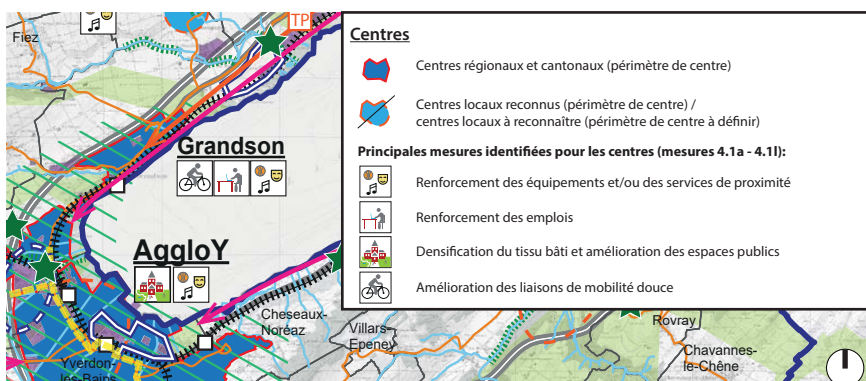 TP
Fiez
Grandson
AggloY
Cheseaux-
Noréaz
Villars-
Epeney
Yverdon-
les-Bains
Rovray
Chavannes-
le-Chêne
Centres
Centres régionaux et cantonaux (périmètre de centre)
Centres locaux reconnus (périmètre de centre) /
centres locaux à reconnaître (périmètre de centre à définir)
Principales mesures identifiées pour les centres (mesures 4.1a - 4.1l):
Renforcement des équipements et/ou des services de proximité
Renforcement des emplois
Densification du tissu bâti et amélioration des espaces publics
Amélioration des liaisons de mobilité douce